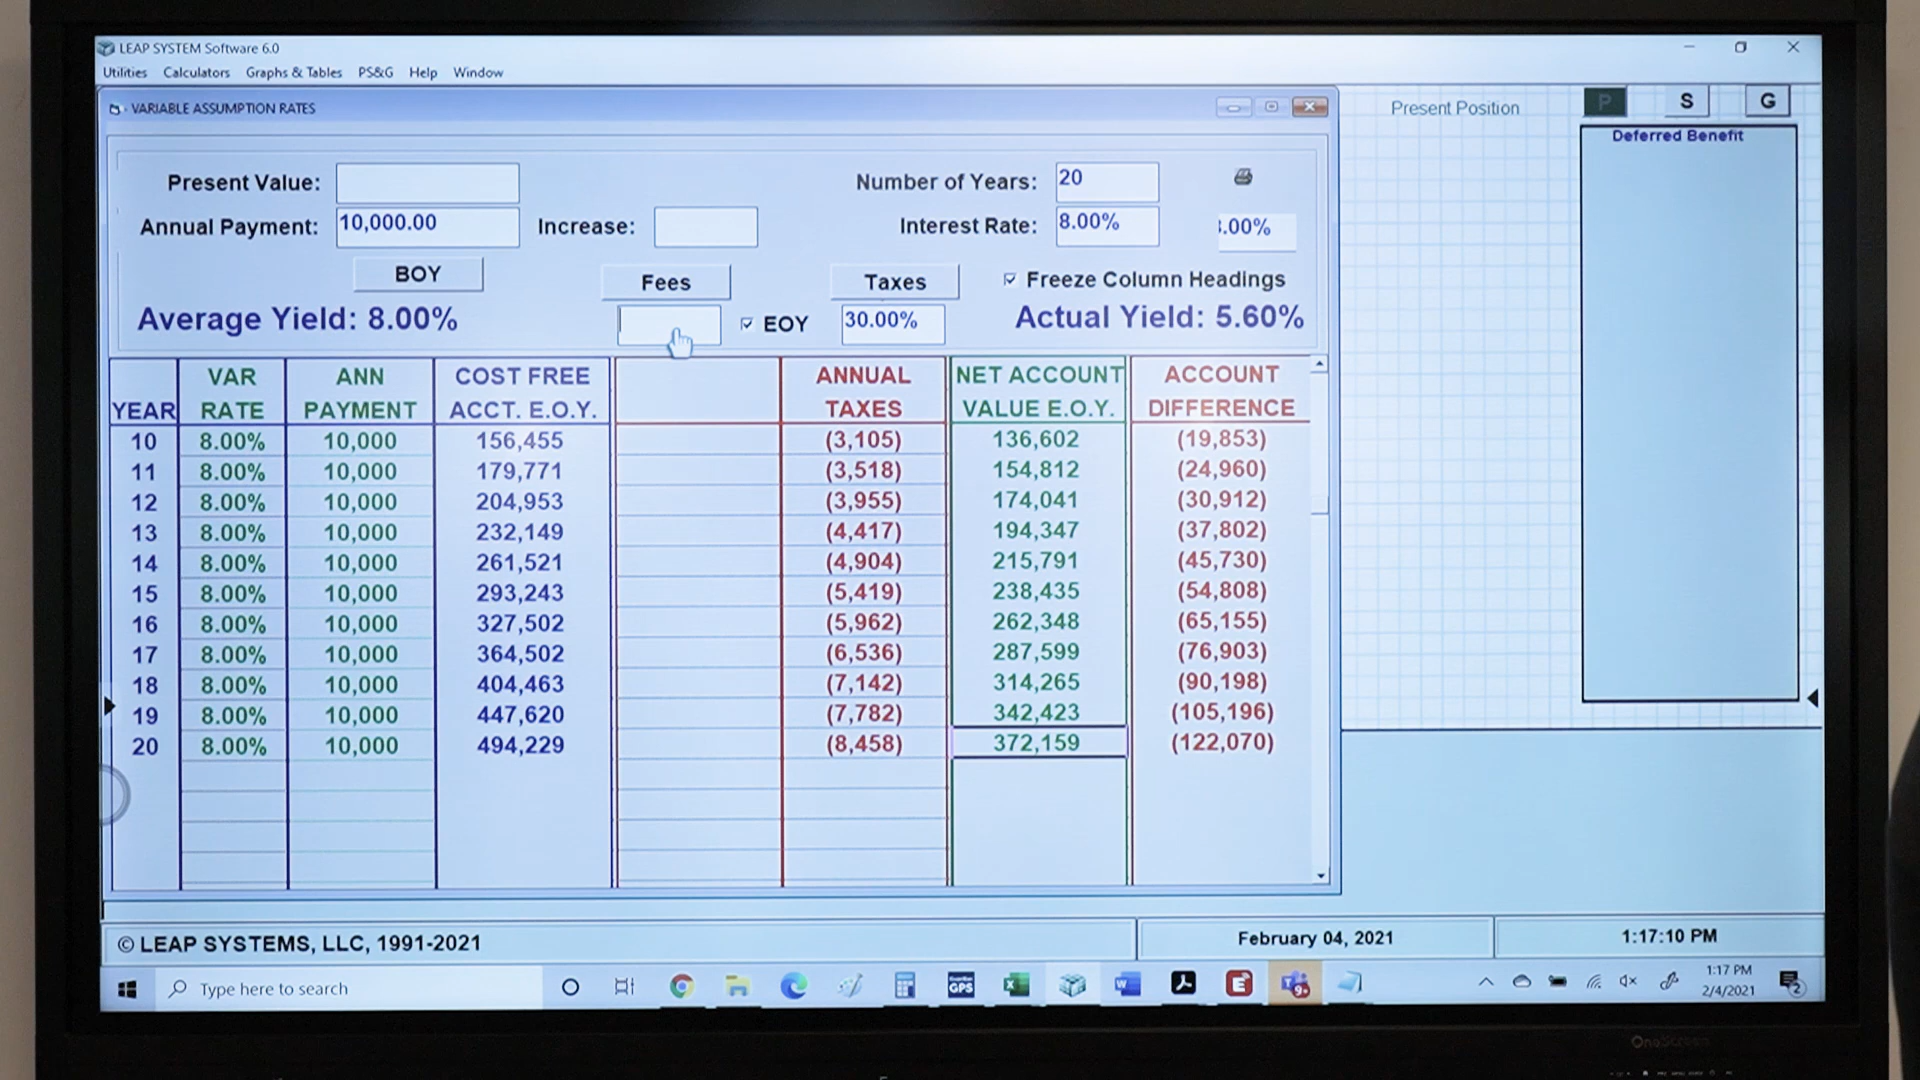 LEAP SYSTEM Software 6.0
Utilities Calculators Graphs & Tables PS&G Help Window
VARIABLE ASSUMPTION RATES
Present Position
P S G
Deferred Benefit
Present Value:
Number of Years: 20
Annual Payment: 10,000.00 Increase:
Interest Rate: 8.00% .00%
BOY Fees Taxes Freeze Column Headings
Average Yield: 8.00% EOY 30.00% Actual Yield: 5.60%
YEAR VAR RATE ANN PAYMENT COST FREE ACCT. E.O.Y. ANNUAL TAXES NET ACCOUNT VALUE E.O.Y. ACCOUNT DIFFERENCE
10 8.00% 10,000 156,455 (3,105) 136,602 (19,853)
11 8.00% 10,000 179,771 (3,518) 154,812 (24,960)
12 8.00% 10,000 204,953 (3,955) 174,041 (30,912)
13 8.00% 10,000 232,149 (4,417) 194,347 (37,802)
14 8.00% 10,000 261,521 (4,904) 215,791 (45,730)
15 8.00% 10,000 293,243 (5,419) 238,435 (54,808)
16 8.00% 10,000 327,502 (5,962) 262,348 (65,155)
17 8.00% 10,000 364,502 (6,536) 287,599 (76,903)
18 8.00% 10,000 404,463 (7,142) 314,265 (90,198)
19 8.00% 10,000 447,620 (7,782) 342,423 (105,196)
20 8.00% 10,000 494,229 (8,458) 372,159 (122,070)
© LEAP SYSTEMS, LLC, 1991-2021
February 04, 2021
1:17:10 PM
Type here to search
GPS
1:17 PM
2/4/2021
2
OneScreen